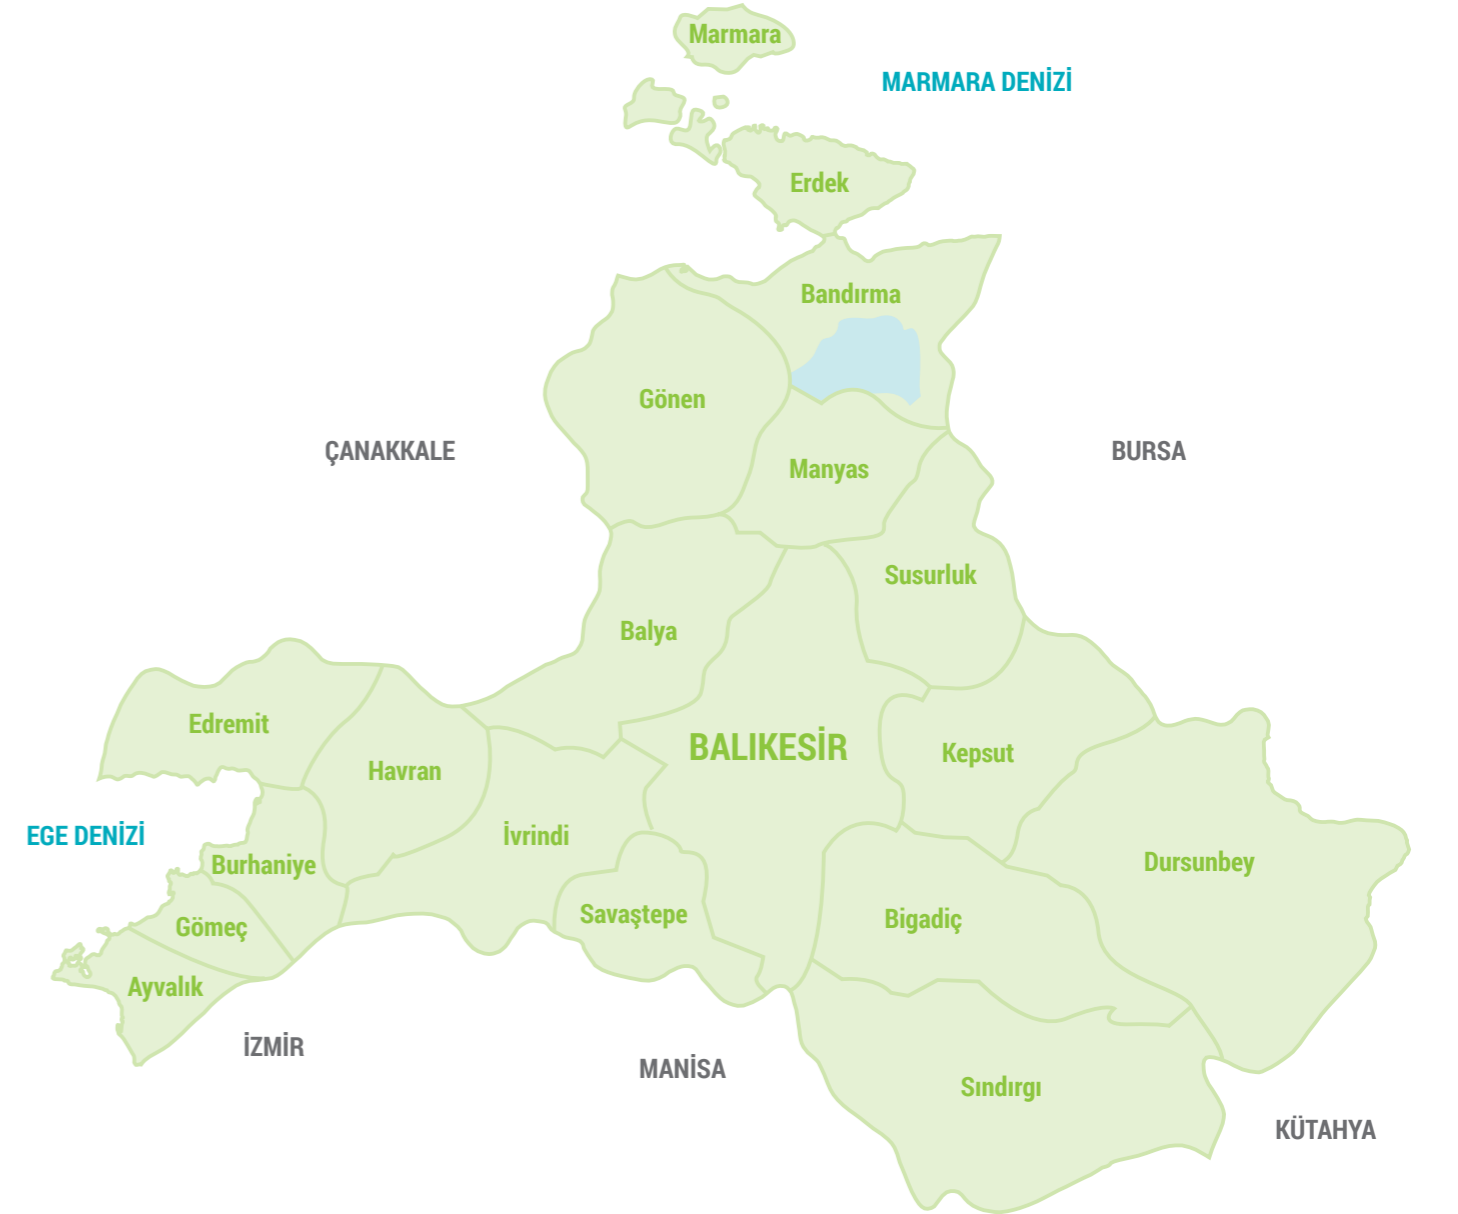 Marmara
MARMARA DENİZİ
Erdek
Bandırma
Gönen
ÇANAKKALE
BURSA
Manyas
Susurluk
Balya
Edremit
BALIKESİR
Kepsut
Havran
EGE DENİZİ
İvrindi
Burhaniye
Dursunbey
Savaştepe
Bigadiç
Gömeç
Ayvalık
İZMİR
MANİSA
Sındırgı
KÜTAHYA